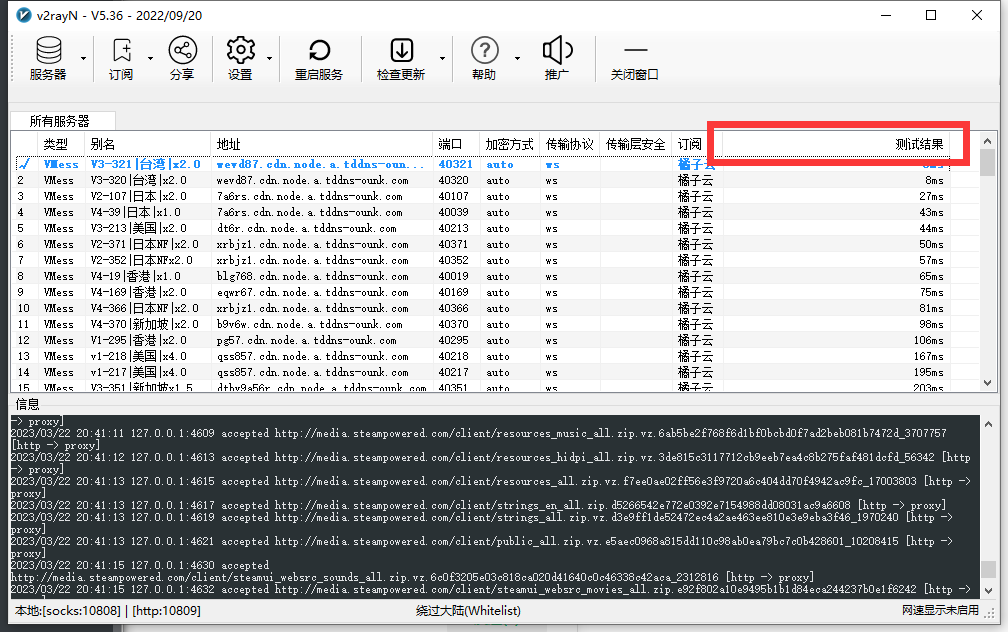 v2rayN - V5.36 - 2022/09/20
服务器 订阅 分享 设置 重启服务 检查更新 帮助 推广 关闭窗口
所有服务器
类型 别名 地址 端口 加密方式 传输协议 传输层安全 订阅 测试结果
√ VMess V3-321|台湾|x2.0 wevd87.cdn.node.a.tddns-oun... 40321 auto ws 橘子云
2 VMess V3-320|台湾|x2.0 wevd87.cdn.node.a.tddns-ounk.com 40320 auto ws 橘子云 8ms
3 VMess V2-107|日本|x2.0 7a6rs.cdn.node.a.tddns-ounk.com 40107 auto ws 橘子云 27ms
4 VMess V4-39|日本|x1.0 7a6rs.cdn.node.a.tddns-ounk.com 40039 auto ws 橘子云 43ms
5 VMess V3-213|美国|x2.0 dt6r.cdn.node.a.tddns-ounk.com 40213 auto ws 橘子云 44ms
6 VMess V2-371|日本NF|x2.0 xrbjz1.cdn.node.a.tddns-ounk.com 40371 auto ws 橘子云 50ms
7 VMess V2-352|日本NFx2.0 xrbjz1.cdn.node.a.tddns-ounk.com 40352 auto ws 橘子云 57ms
8 VMess V4-19|香港|x1.0 blg768.cdn.node.a.tddns-ounk.com 40019 auto ws 橘子云 65ms
9 VMess V4-169|香港|x2.0 eqwr67.cdn.node.a.tddns-ounk.com 40169 auto ws 橘子云 75ms
10 VMess V4-366|日本NF|x2.0 xrbjz1.cdn.node.a.tddns-ounk.com 40366 auto ws 橘子云 81ms
11 VMess V4-370|新加坡|x2.0 b9v6w.cdn.node.a.tddns-ounk.com 40370 auto ws 橘子云 98ms
12 VMess V1-295|香港|x2.0 pg57.cdn.node.a.tddns-ounk.com 40295 auto ws 橘子云 106ms
13 VMess v1-218|美国|x4.0 qss857.cdn.node.a.tddns-ounk.com 40218 auto ws 橘子云 167ms
14 VMess v1-217|美国|x4.0 qss857.cdn.node.a.tddns-ounk.com 40217 auto ws 橘子云 195ms
15 VMess V3-351|新加坡x1.5 dtbv9a56r.cdn.node.a.tddns-ounk.com 40351 auto ws 橘子云 203ms
信息
-> proxy]
2023/03/22 20:41:11 127.0.0.1:4609 accepted http://media.steampowered.com/client/resources_music_all.zip.vz.6ab5be2f768f6d1bf0bcbd0f7ad2beb081b7472d_3707757
[http -> proxy]
2023/03/22 20:41:12 127.0.0.1:4613 accepted http://media.steampowered.com/client/resources_hidpi_all.zip.vz.3de815c3117712cb9eeb7ea4c8b275faf481dcfd_56342 [http
-> proxy]
2023/03/22 20:41:13 127.0.0.1:4615 accepted http://media.steampowered.com/client/resources_all.zip.vz.f7ee0ae02ff56e3f9720a6c404dd70f4942ac9fc_17003803 [http ->
proxy]
2023/03/22 20:41:13 127.0.0.1:4617 accepted http://media.steampowered.com/client/strings_en_all.zip.vz.d5266542e772e0392e7154988dd08031ac9a6608 [http -> proxy]
2023/03/22 20:41:13 127.0.0.1:4619 accepted http://media.steampowered.com/client/strings_all.zip.vz.d3e9ff1de52472ec4a2ae463ee810e3e9eba3f46_1970240 [http ->
proxy]
2023/03/22 20:41:13 127.0.0.1:4621 accepted http://media.steampowered.com/client/public_all.zip.vz.e5aec0968a815dd110c98ab0ea79bc7c0b428601_10208415 [http ->
proxy]
2023/03/22 20:41:15 127.0.0.1:4630 accepted
http://media.steampowered.com/client/steamui_websrc_sounds_all.zip.vz.6c0f3205e03c818ca020d41640c0c46338c42aca_2312816 [http -> proxy]
2023/03/22 20:41:15 127.0.0.1:4632 accepted http://media.steampowered.com/client/steamui_websrc_movies_all.zip.vz.e92f802a10e9495b1b1d84eca244237b0e1f6242 [http ->
本地:[socks:10808] | [http:10809] 绕过大陆(Whitelist) 网速显示未启用